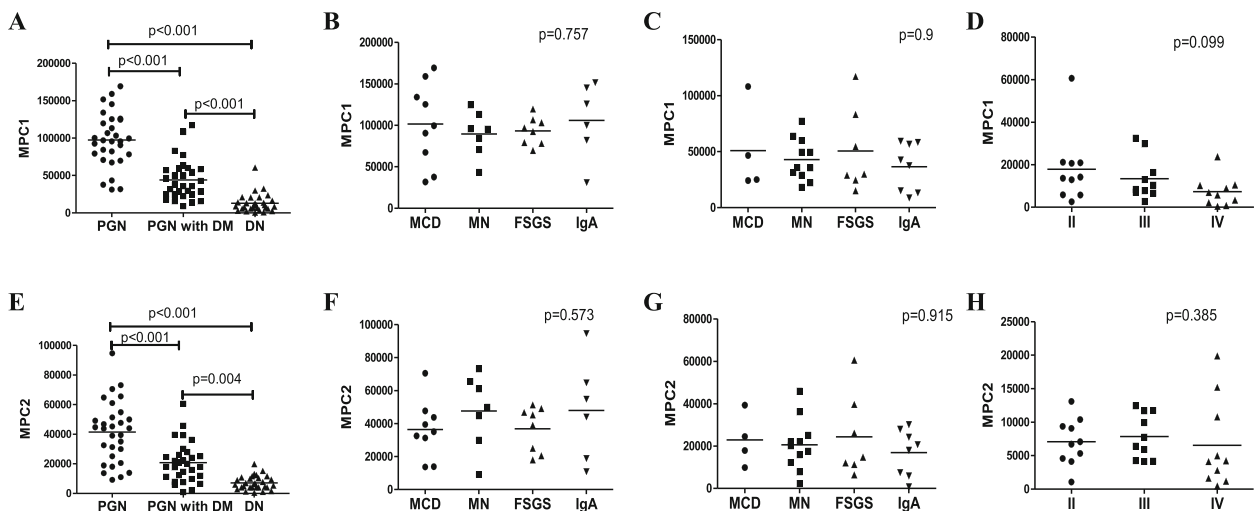 A
p<0.001
p<0.001
p<0.001
MPC1
200000
150000
100000
50000
0
PGN PGN with DM DN
B
p=0.757
MPC1
200000
150000
100000
50000
0
MCD MN FSGS IgA
C
p=0.9
MPC1
150000
100000
50000
0
MCD MN FSGS IgA
D
p=0.099
MPC1
80000
60000
40000
20000
0
II III IV
E
p<0.001
p<0.001
p=0.004
MPC2
100000
80000
60000
40000
20000
0
PGN PGN with DM DN
F
p=0.573
MPC2
100000
80000
60000
40000
20000
0
MCD MN FSGS IgA
G
p=0.915
MPC2
80000
60000
40000
20000
0
MCD MN FSGS IgA
H
p=0.385
MPC2
25000
20000
15000
10000
5000
0
II III IV